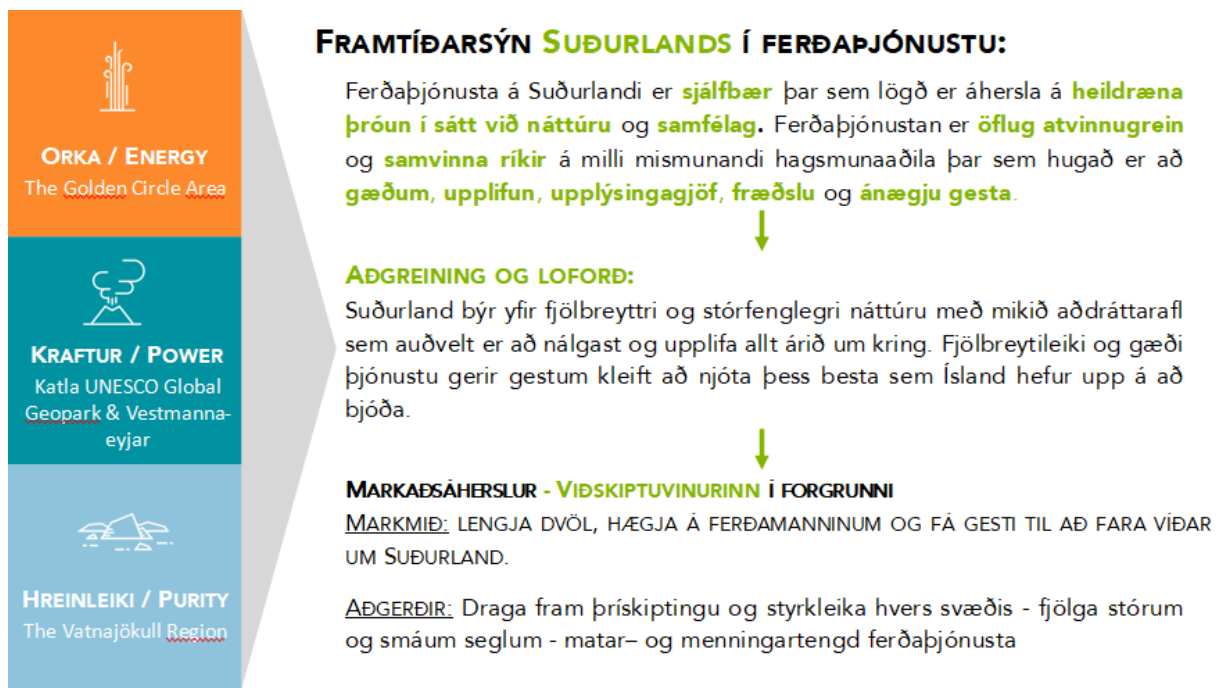 ORKA / ENERGY
The Golden Circle Area
KRAFTUR / POWER
Katla UNESCO Global
Geopark & Vestmanna-
eyjar
HREINLEIKI / PURITY
The Vatnajökull Region
FRAMTÍÐARSÝN SUÐURLANDS Í FERÐAÞJÓNUSTU:
Ferðaþjónusta á Suðurlandi er sjálfbær þar sem lögð er áhersla á heildræna
þróun í sátt við náttúru og samfélag. Ferðaþjónustan er öflug atvinnugrein
og samvinna ríkir á milli mismunandi hagsmunaaðila þar sem hugað er að
gæðum, upplifun, upplýsingagjöf, fræðslu og ánægju gesta.
AÐGREINING OG LOFORÐ:
Suðurland býr yfir fjölbreyttri og stórfenglegri náttúru með mikið aðdráttarafl
sem auðvelt er að nálgast og upplifa allt árið um kring. Fjölbreytileiki og gæði
þjónustu gerir gestum kleift að njóta þess besta sem Ísland hefur upp á að
bjóða.
MARKAÐSÁHERSLUR - VIÐSKIPTUVINURINN Í FORGRUNNI
MARKMIÐ: LENGJA DVÖL, HÆGJA Á FERÐAMANNINUM OG FÁ GESTI TIL AÐ FARA VÍÐAR
UM SUÐURLAND.
AÐGERÐIR: Draga fram þrískiptingu og styrkleika hvers svæðis - fjölga stórum
og smáum seglum - matar– og menningartengd ferðaþjónusta